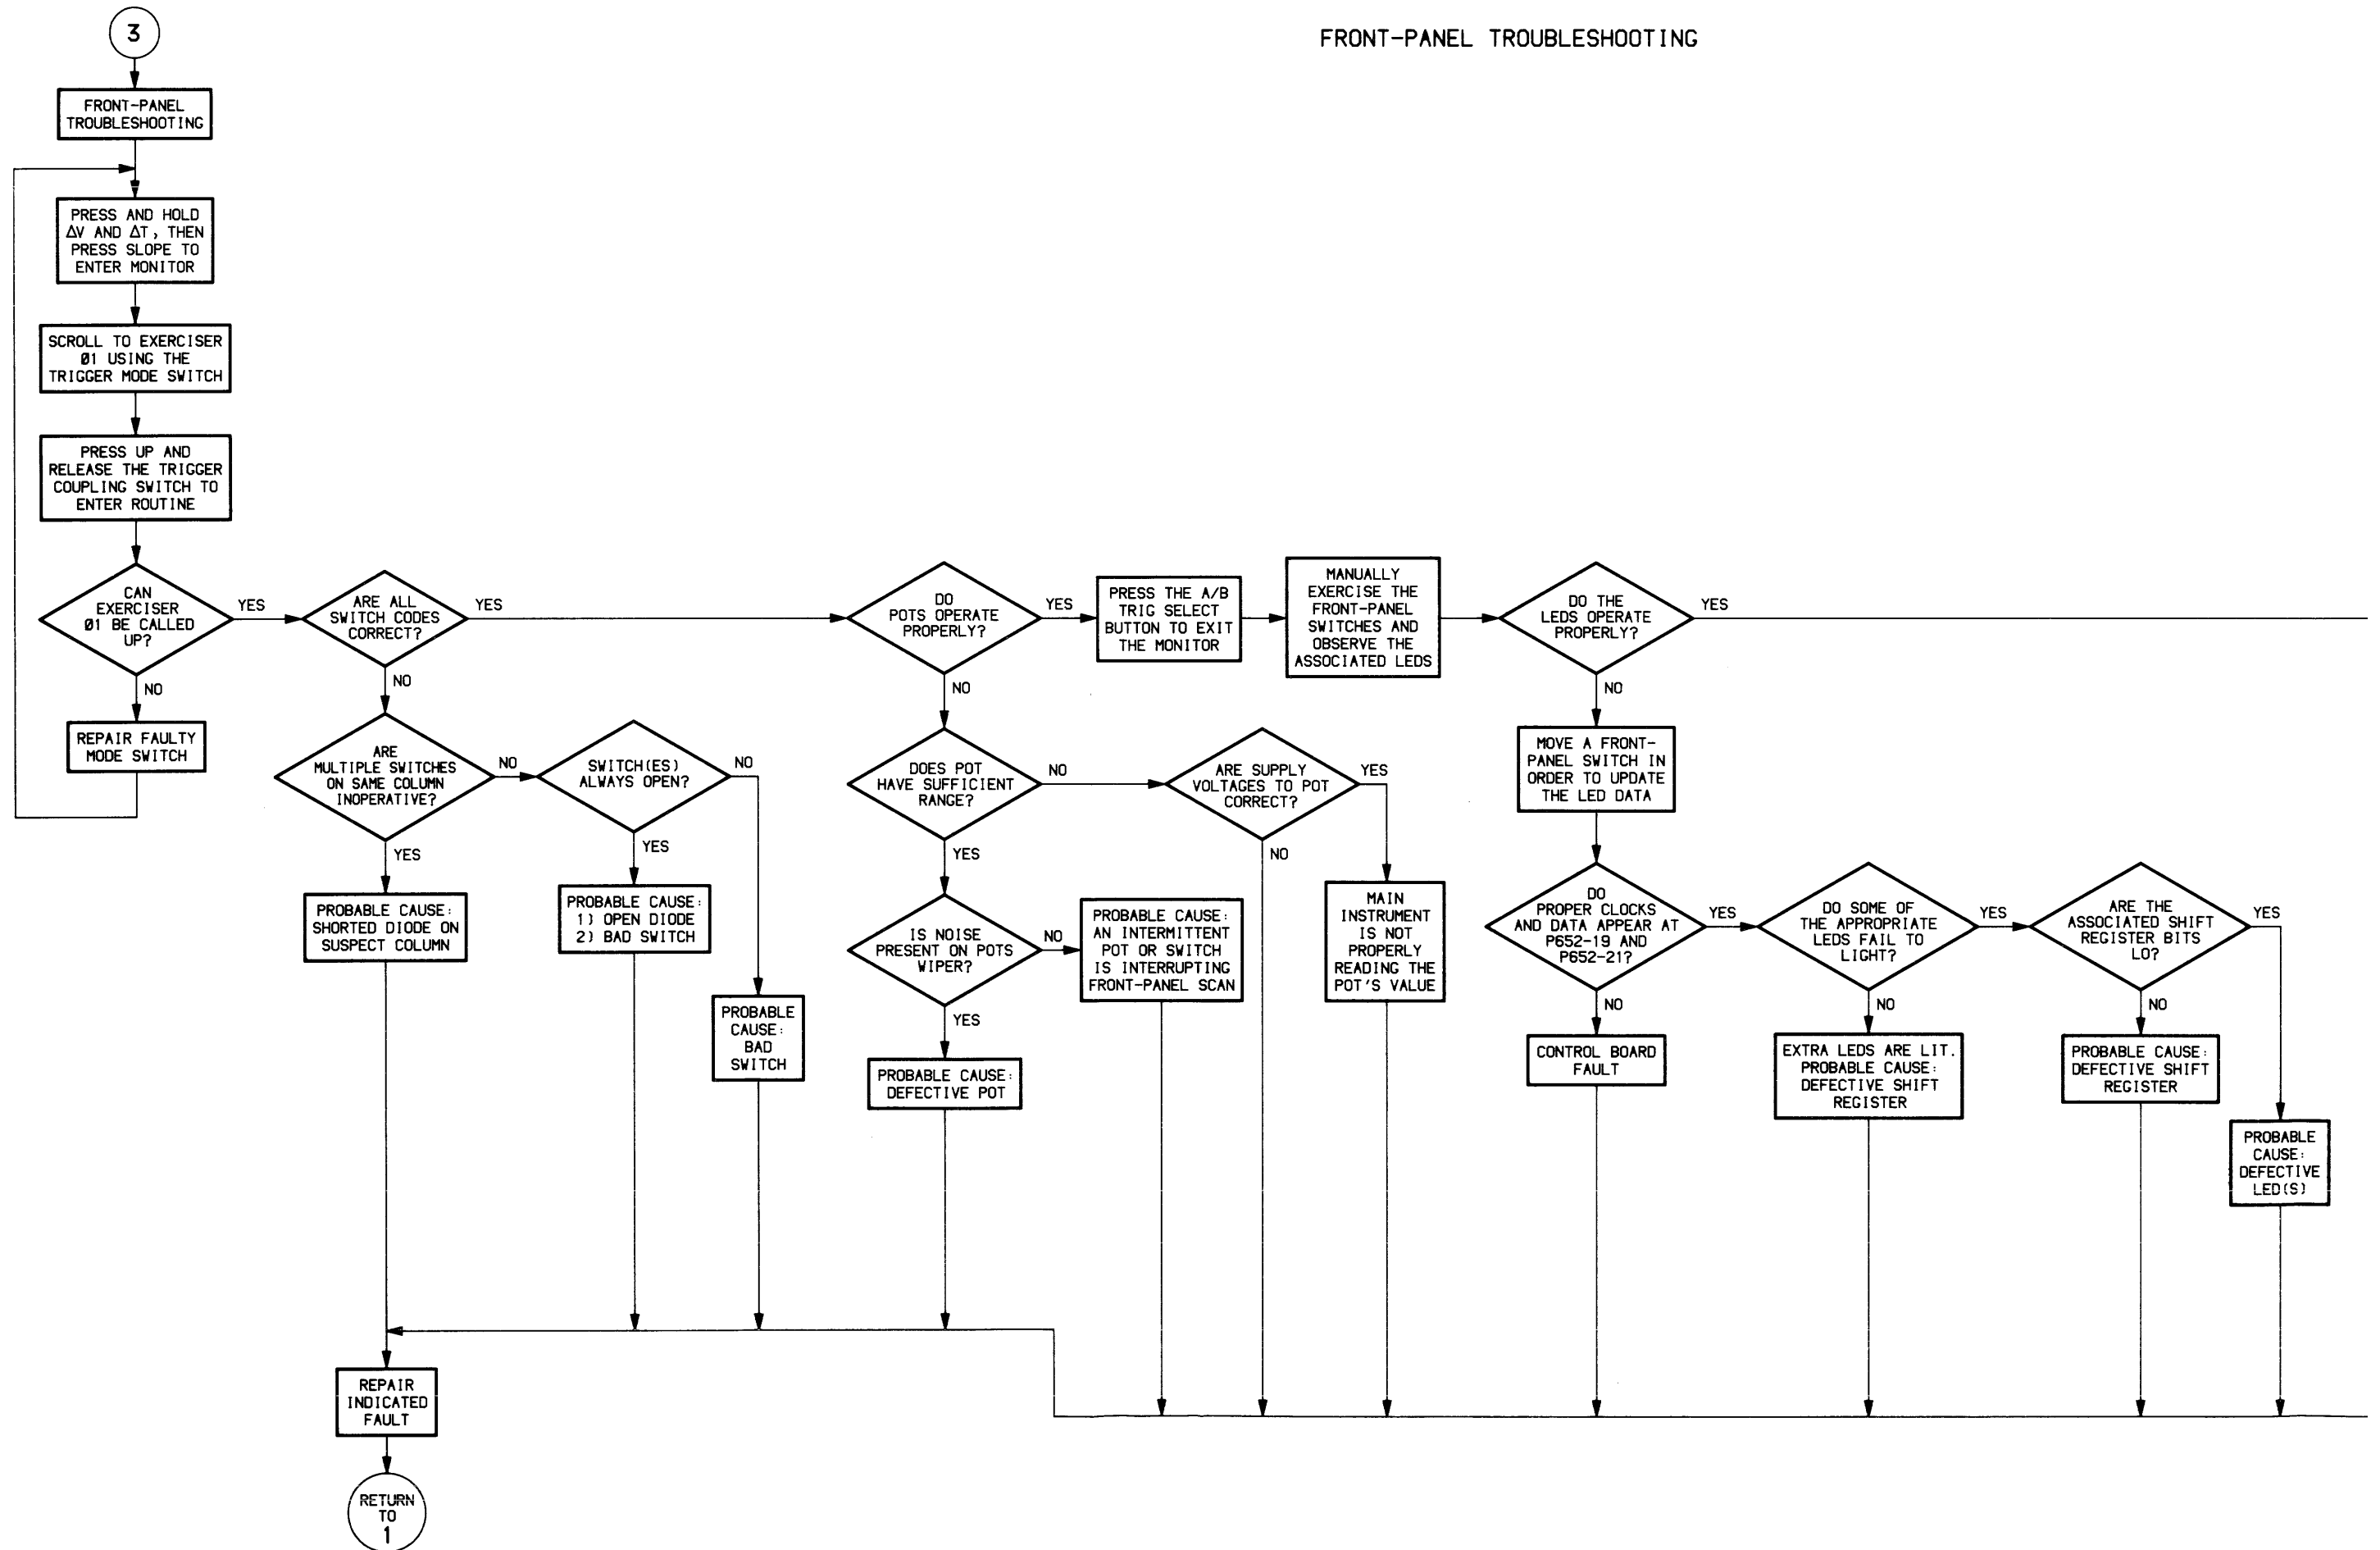 FRONT-PANEL TROUBLESHOOTING
3
FRONT-PANEL
TROUBLESHOOTING
PRESS AND HOLD
ΔV AND ΔT, THEN
PRESS SLOPE TO
ENTER MONITOR
SCROLL TO EXERCISER
Ø1 USING THE
TRIGGER MODE SWITCH
PRESS UP AND
RELEASE THE TRIGGER
COUPLING SWITCH TO
ENTER ROUTINE
CAN
EXERCISER
Ø1 BE CALLED
UP?
YES
NO
REPAIR FAULTY
MODE SWITCH
ARE ALL
SWITCH CODES
CORRECT?
YES
NO
ARE
MULTIPLE SWITCHES
ON SAME COLUMN
INOPERATIVE?
NO
YES
PROBABLE CAUSE:
SHORTED DIODE ON
SUSPECT COLUMN
SWITCH(ES)
ALWAYS OPEN?
NO
YES
PROBABLE CAUSE:
1) OPEN DIODE
2) BAD SWITCH
PROBABLE
CAUSE:
BAD
SWITCH
DO
POTS OPERATE
PROPERLY?
YES
NO
DOES POT
HAVE SUFFICIENT
RANGE?
NO
YES
IS NOISE
PRESENT ON POTS
WIPER?
NO
YES
PROBABLE CAUSE:
DEFECTIVE POT
PROBABLE CAUSE:
AN INTERMITTENT
POT OR SWITCH
IS INTERRUPTING
FRONT-PANEL SCAN
ARE SUPPLY
VOLTAGES TO POT
CORRECT?
YES
NO
MAIN
INSTRUMENT
IS NOT
PROPERLY
READING THE
POT'S VALUE
PRESS THE A/B
TRIG SELECT
BUTTON TO EXIT
THE MONITOR
MANUALLY
EXERCISE THE
FRONT-PANEL
SWITCHES AND
OBSERVE THE
ASSOCIATED LEDS
DO THE
LEDS OPERATE
PROPERLY?
YES
NO
MOVE A FRONT-
PANEL SWITCH IN
ORDER TO UPDATE
THE LED DATA
DO
PROPER CLOCKS
AND DATA APPEAR AT
P652-19 AND
P652-21?
YES
NO
CONTROL BOARD
FAULT
DO SOME OF
THE APPROPRIATE
LEDS FAIL TO
LIGHT?
YES
NO
EXTRA LEDS ARE LIT.
PROBABLE CAUSE:
DEFECTIVE SHIFT
REGISTER
ARE THE
ASSOCIATED SHIFT
REGISTER BITS
LO?
YES
NO
PROBABLE CAUSE:
DEFECTIVE SHIFT
REGISTER
PROBABLE
CAUSE:
DEFECTIVE
LED(S)
REPAIR
INDICATED
FAULT
RETURN
TO
1